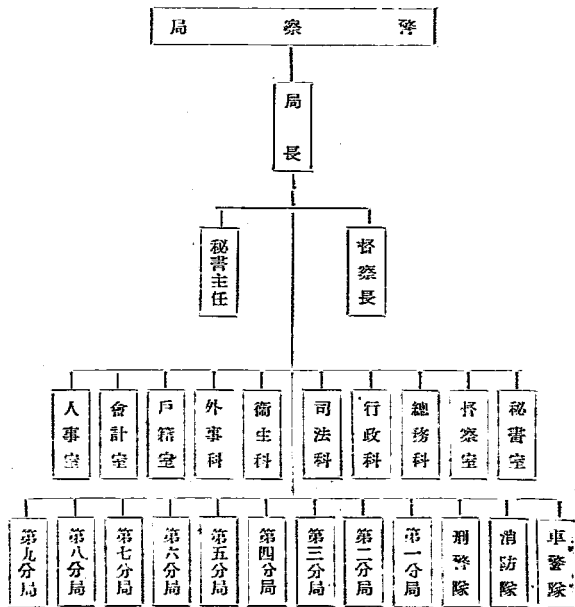 警察局
局長
督察長
秘書主任
秘書室
督察室
總務科
行政科
司法科
衞生科
外事科
戶籍室
會計室
人事室
車警隊
消防隊
刑警隊
第一分局
第二分局
第三分局
第四分局
第五分局
第六分局
第七分局
第八分局
第九分局